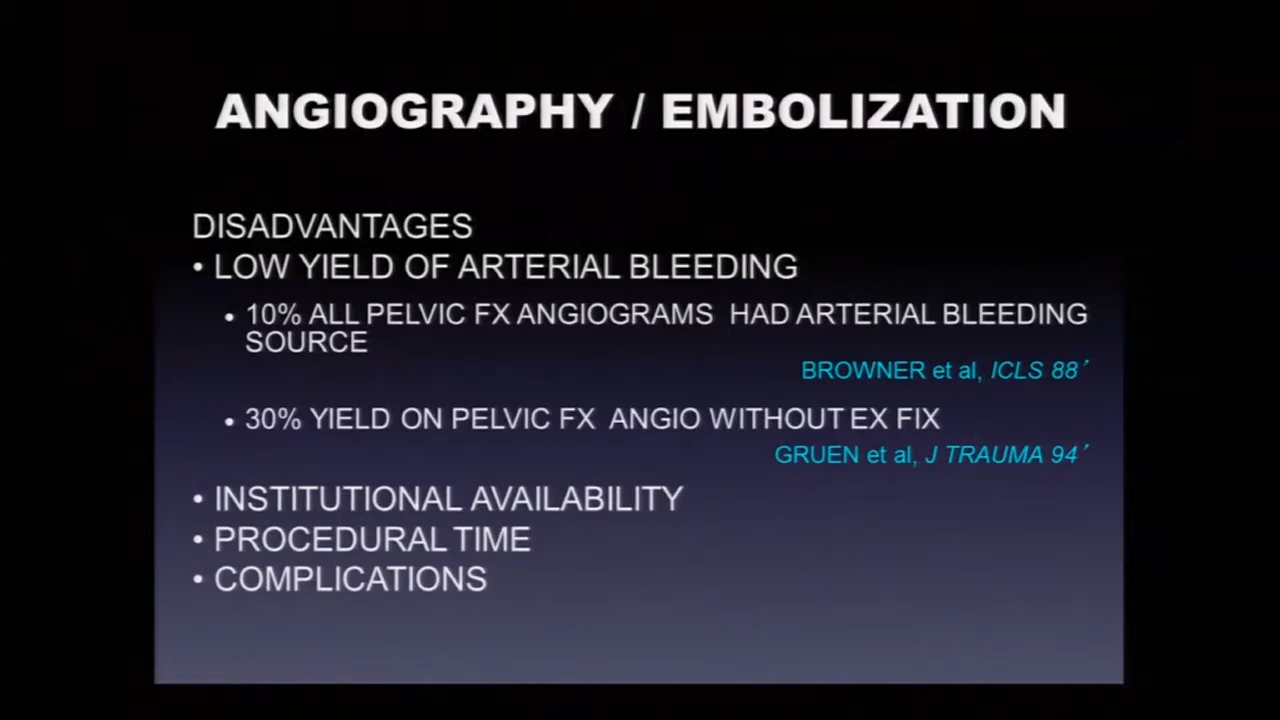 ANGIOGRAPHY / EMBOLIZATION
DISADVANTAGES
• LOW YIELD OF ARTERIAL BLEEDING
• 10% ALL PELVIC FX ANGIOGRAMS HAD ARTERIAL BLEEDING
SOURCE
BROWNER et al, ICLS 88′
• 30% YIELD ON PELVIC FX ANGIO WITHOUT EX FIX
GRUEN et al, J TRAUMA 94′
• INSTITUTIONAL AVAILABILITY
• PROCEDURAL TIME
• COMPLICATIONS